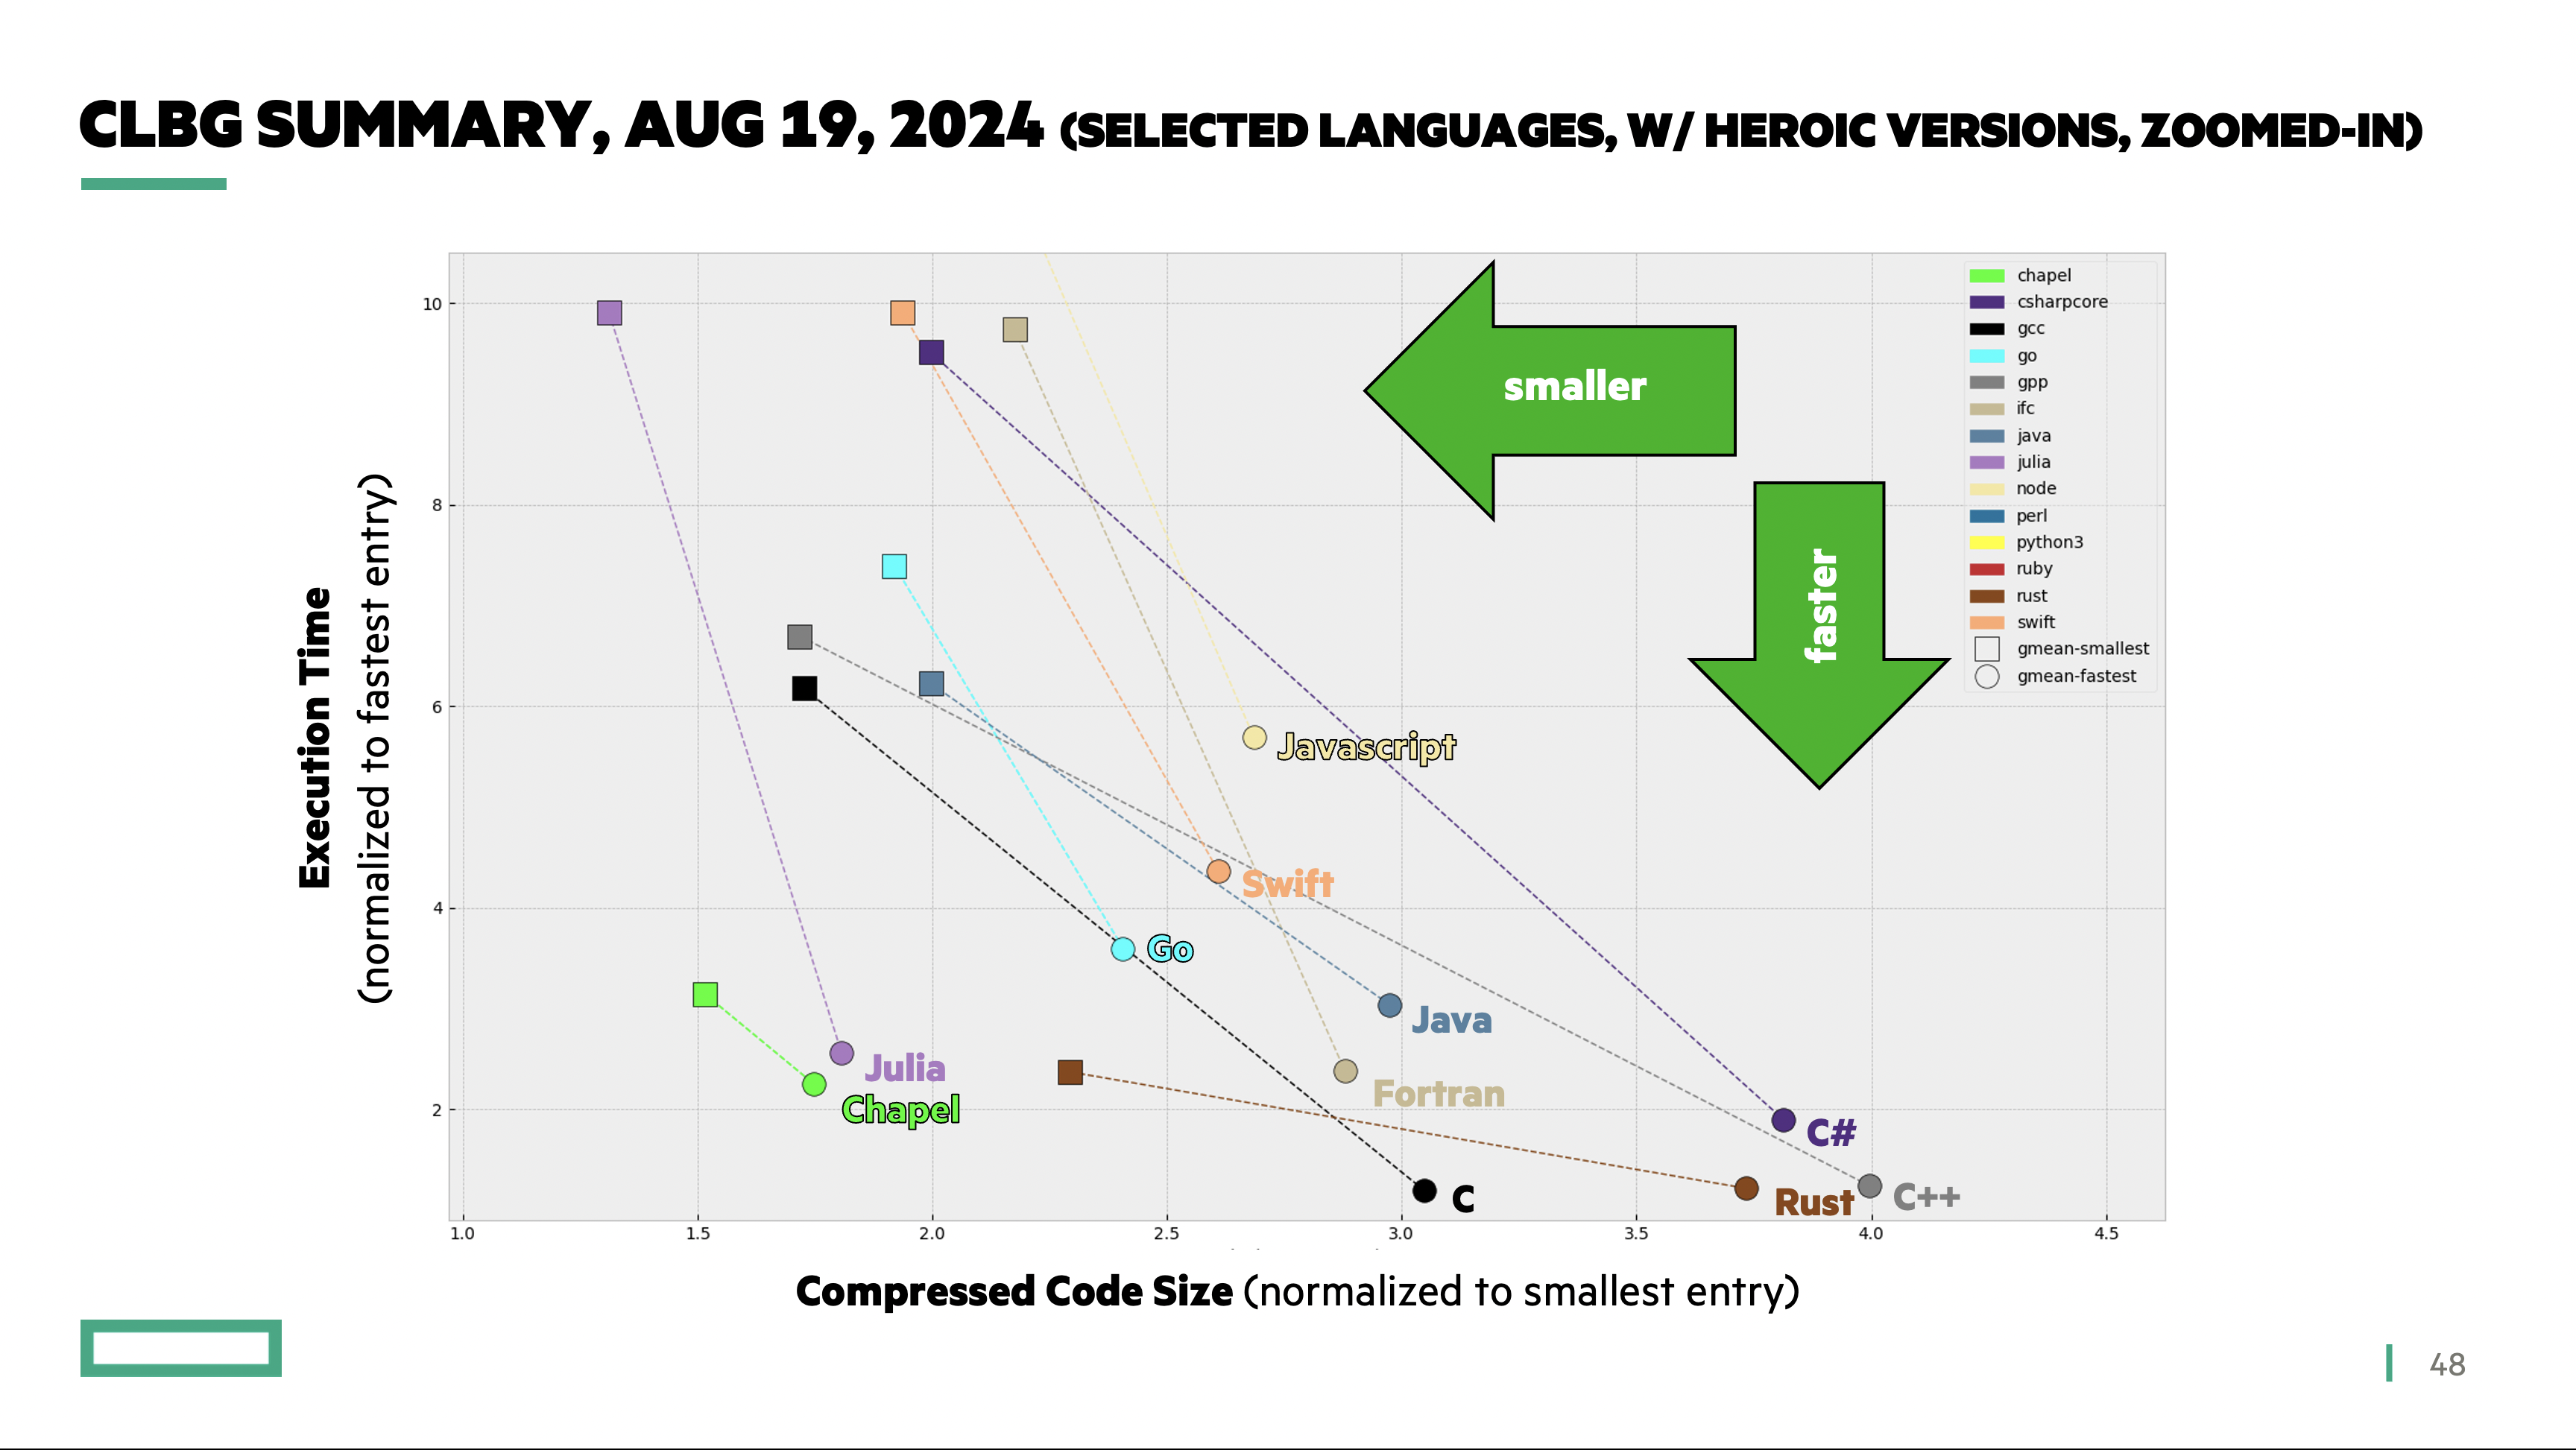 CLBG SUMMARY, AUG 19, 2024 (SELECTED LANGUAGES, W/ HEROIC VERSIONS, ZOOMED-IN)
Execution Time
(normalized to fastest entry)
10
8
6
4
2
smaller
faster
chapel
csharpcore
gcc
go
gpp
ifc
java
julia
node
perl
python3
ruby
rust
swift
gmean-smallest
gmean-fastest
Javascript
Swift
Go
Java
Julia
Fortran
Chapel
C#
C
Rust
C++
1.0
1.5
2.0
2.5
3.0
3.5
4.0
4.5
Compressed Code Size (normalized to smallest entry)
48